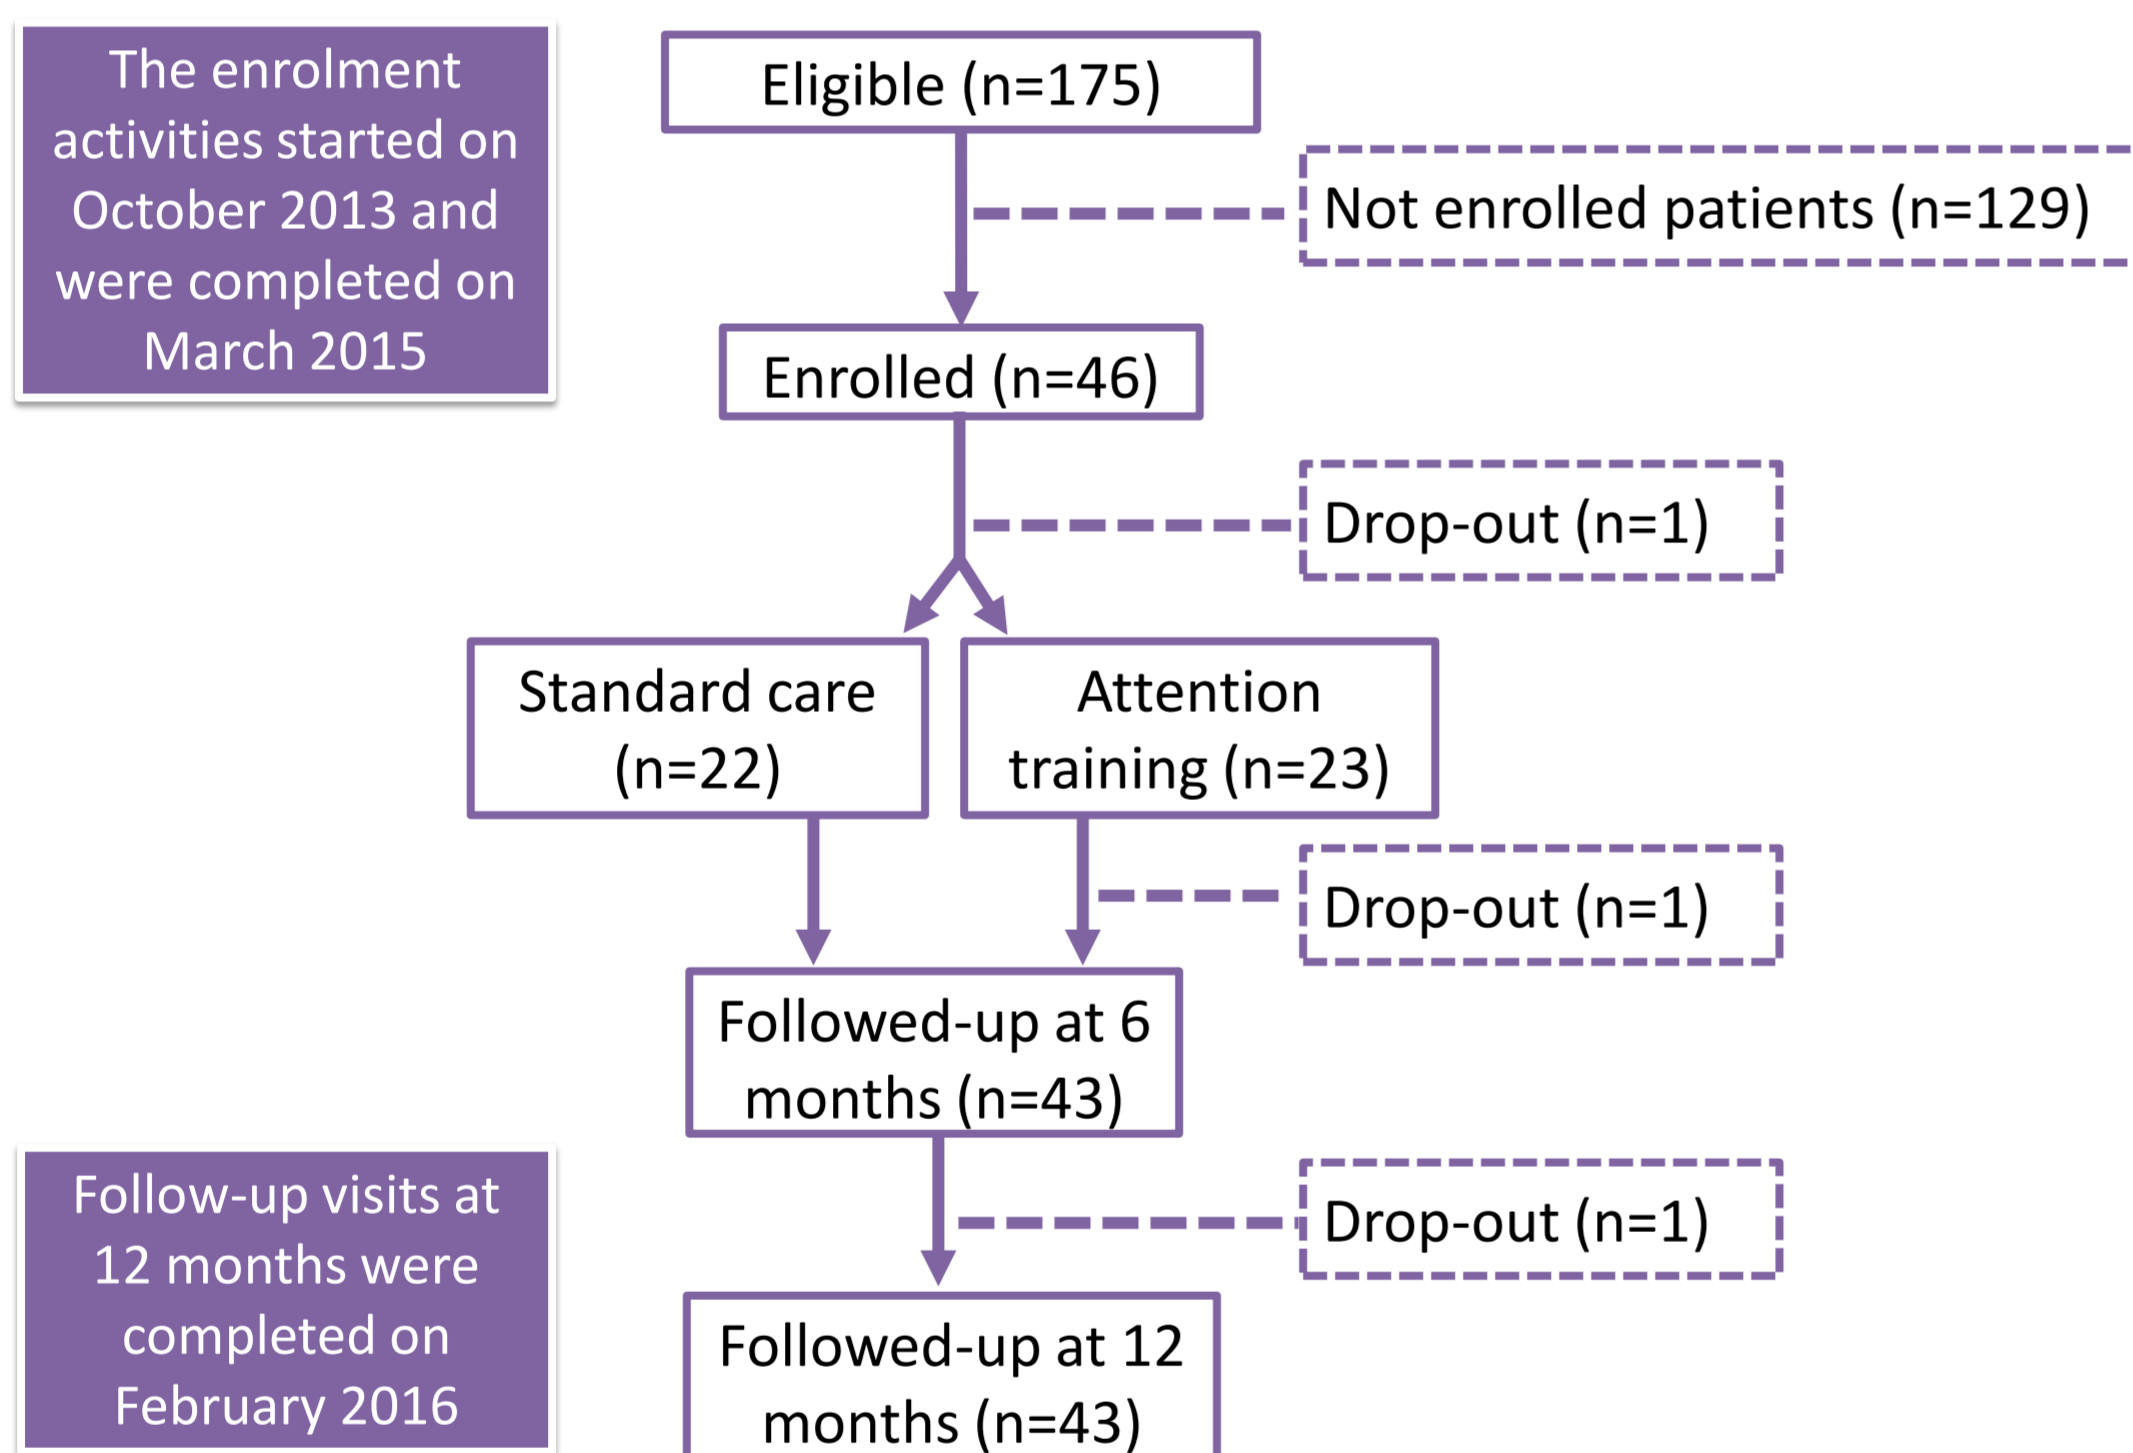 The enrolment
activities started on
October 2013 and
were completed on
March 2015
Eligible (n=175)
Not enrolled patients (n=129)
Enrolled (n=46)
Drop-out (n=1)
Standard care
(n=22)
Attention
training (n=23)
Drop-out (n=1)
Followed-up at 6
months (n=43)
Drop-out (n=1)
Follow-up visits at
12 months were
completed on
February 2016
Followed-up at 12
months (n=43)